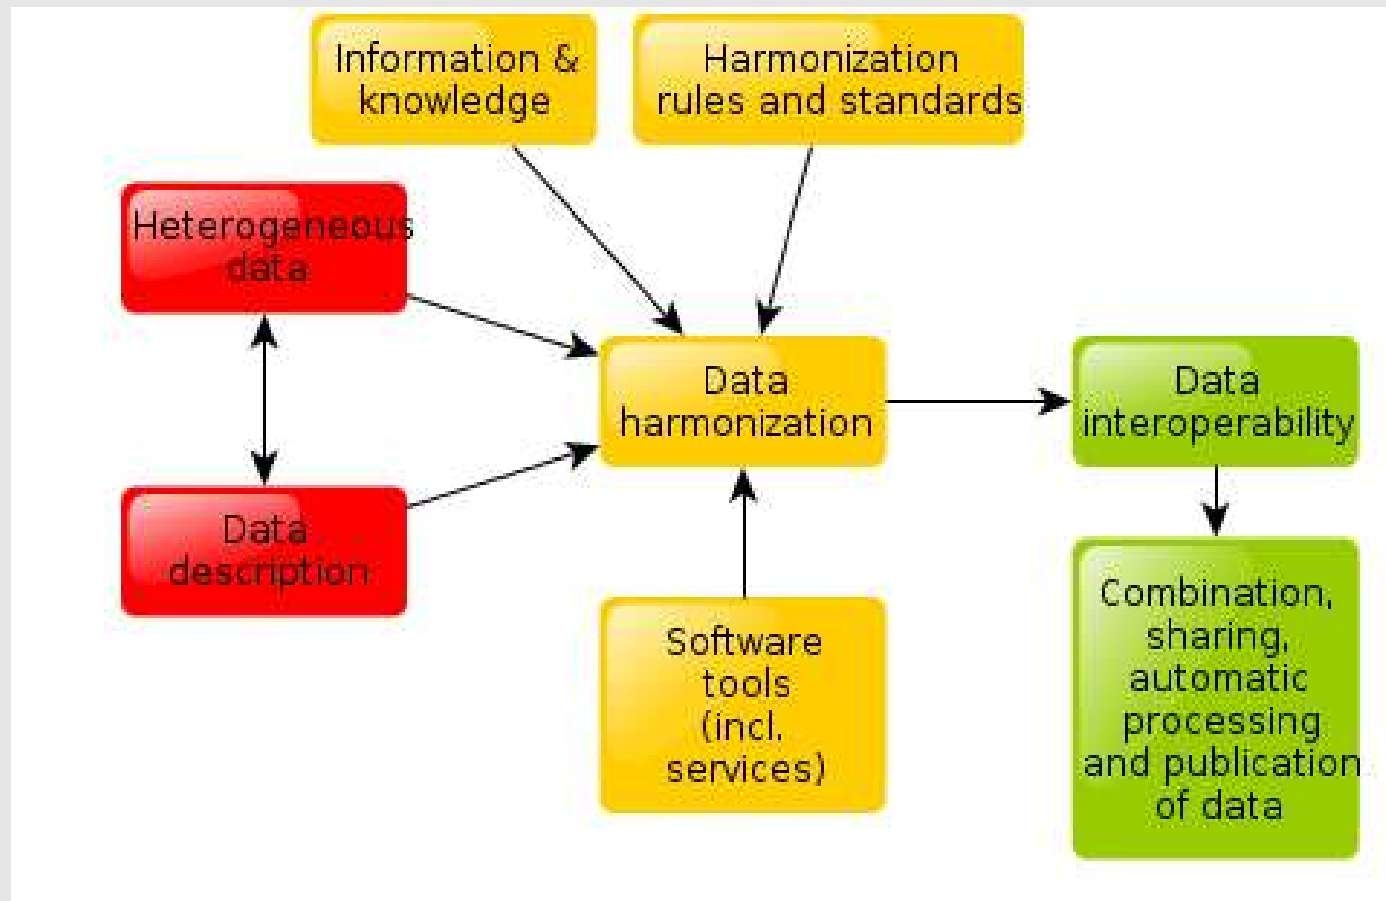 Information &
knowledge
Harmonization
rules and standards
Heterogeneous
data
Data
harmonization
Data
interoperability
Data
description
Software
tools
(incl.
services)
Combination,
sharing,
automatic
processing
and publication
of data